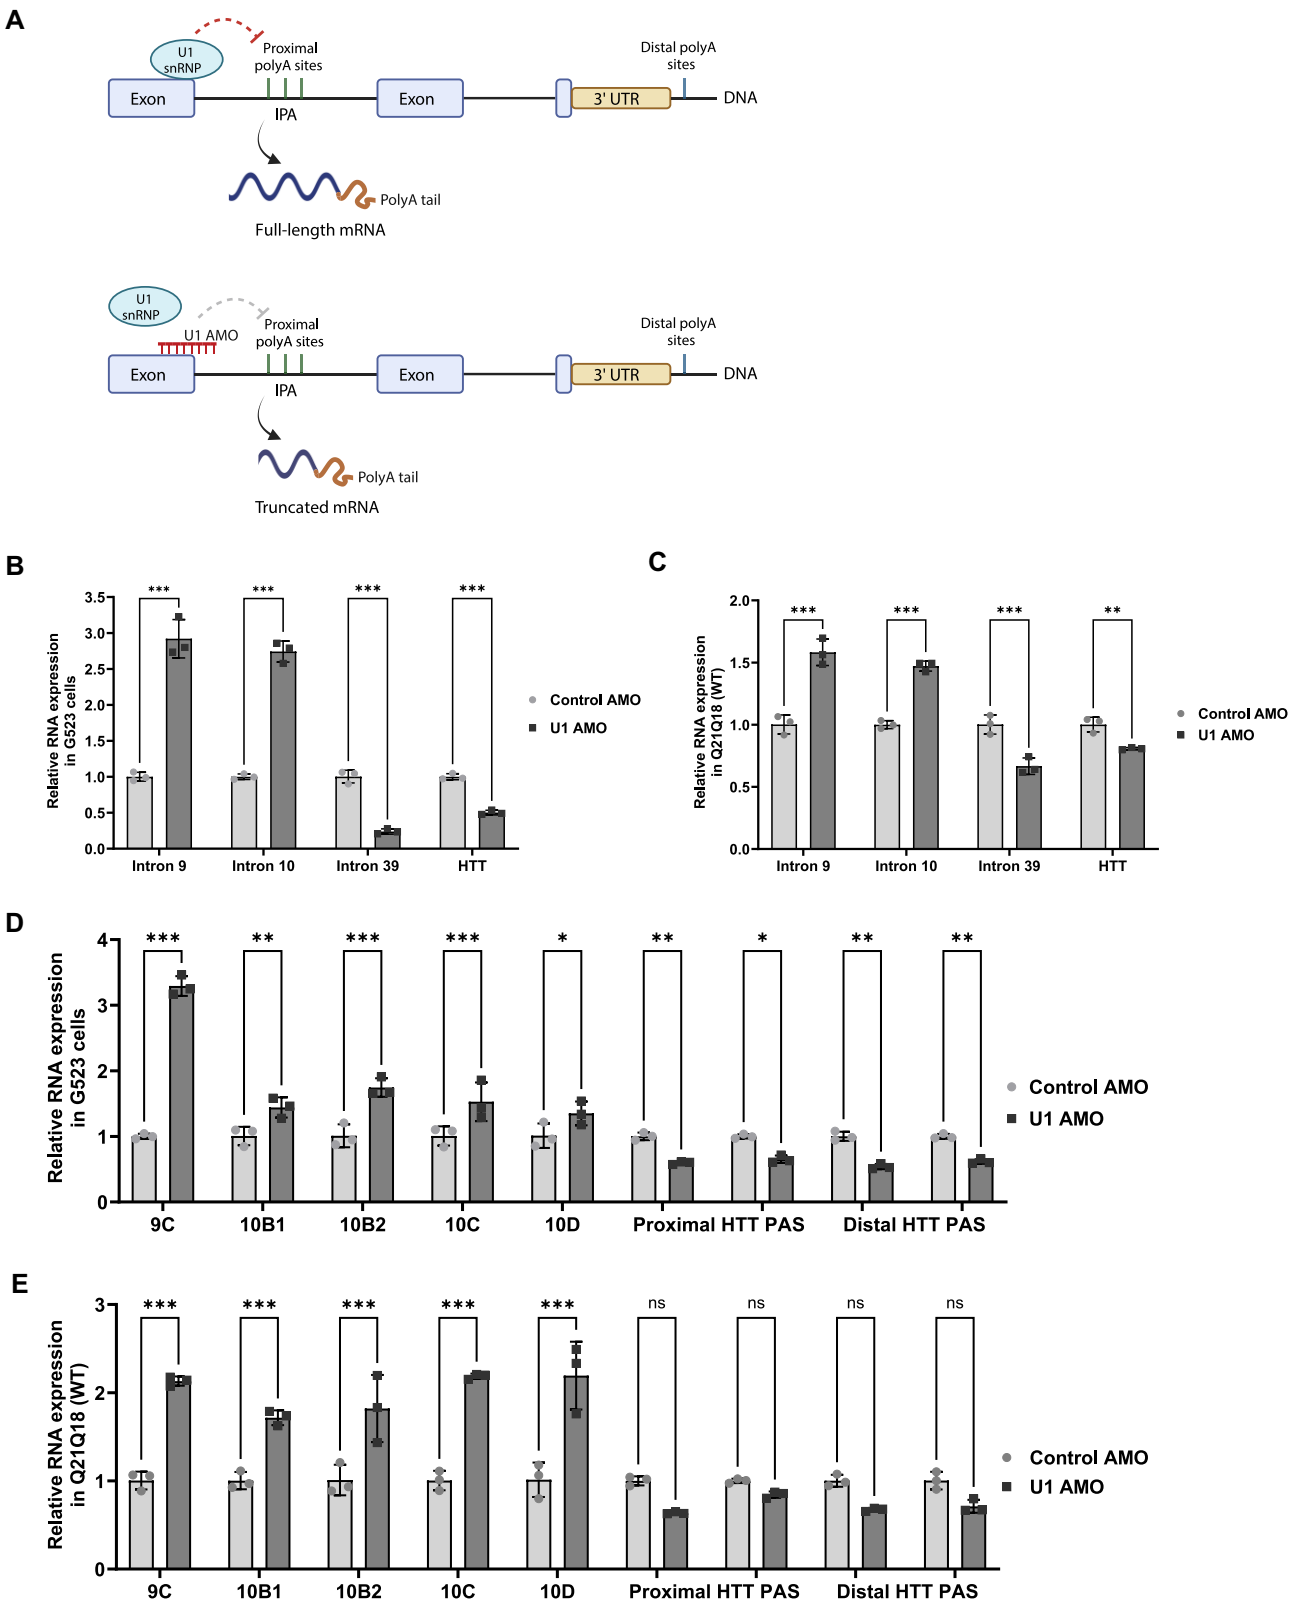 A
U1
snRNP
Proximal
polyA sites
Distal polyA
sites
Exon
Exon
3' UTR
DNA
IPA
PolyA tail
Full-length mRNA
U1
snRNP
U1 AMO
Proximal
polyA sites
Distal polyA
sites
Exon
Exon
3' UTR
DNA
IPA
PolyA tail
Truncated mRNA
B
Relative RNA expression
in G523 cells
3.5
3.0
2.5
2.0
1.5
1.0
0.5
0.0
*** *** *** ***
Intron 9 Intron 10 Intron 39 HTT
Control AMO
U1 AMO
C
Relative RNA expression
in Q21Q18 (WT)
2.0
1.5
1.0
0.5
0.0
*** *** *** **
Intron 9 Intron 10 Intron 39 HTT
Control AMO
U1 AMO
D
Relative RNA expression
in G523 cells
4
3
2
1
0
*** ** *** *** * ** * ** **
9C 10B1 10B2 10C 10D Proximal HTT PAS Distal HTT PAS
Control AMO
U1 AMO
E
Relative RNA expression
in Q21Q18 (WT)
3
2
1
0
*** *** *** *** *** ns ns ns ns
9C 10B1 10B2 10C 10D Proximal HTT PAS Distal HTT PAS
Control AMO
U1 AMO